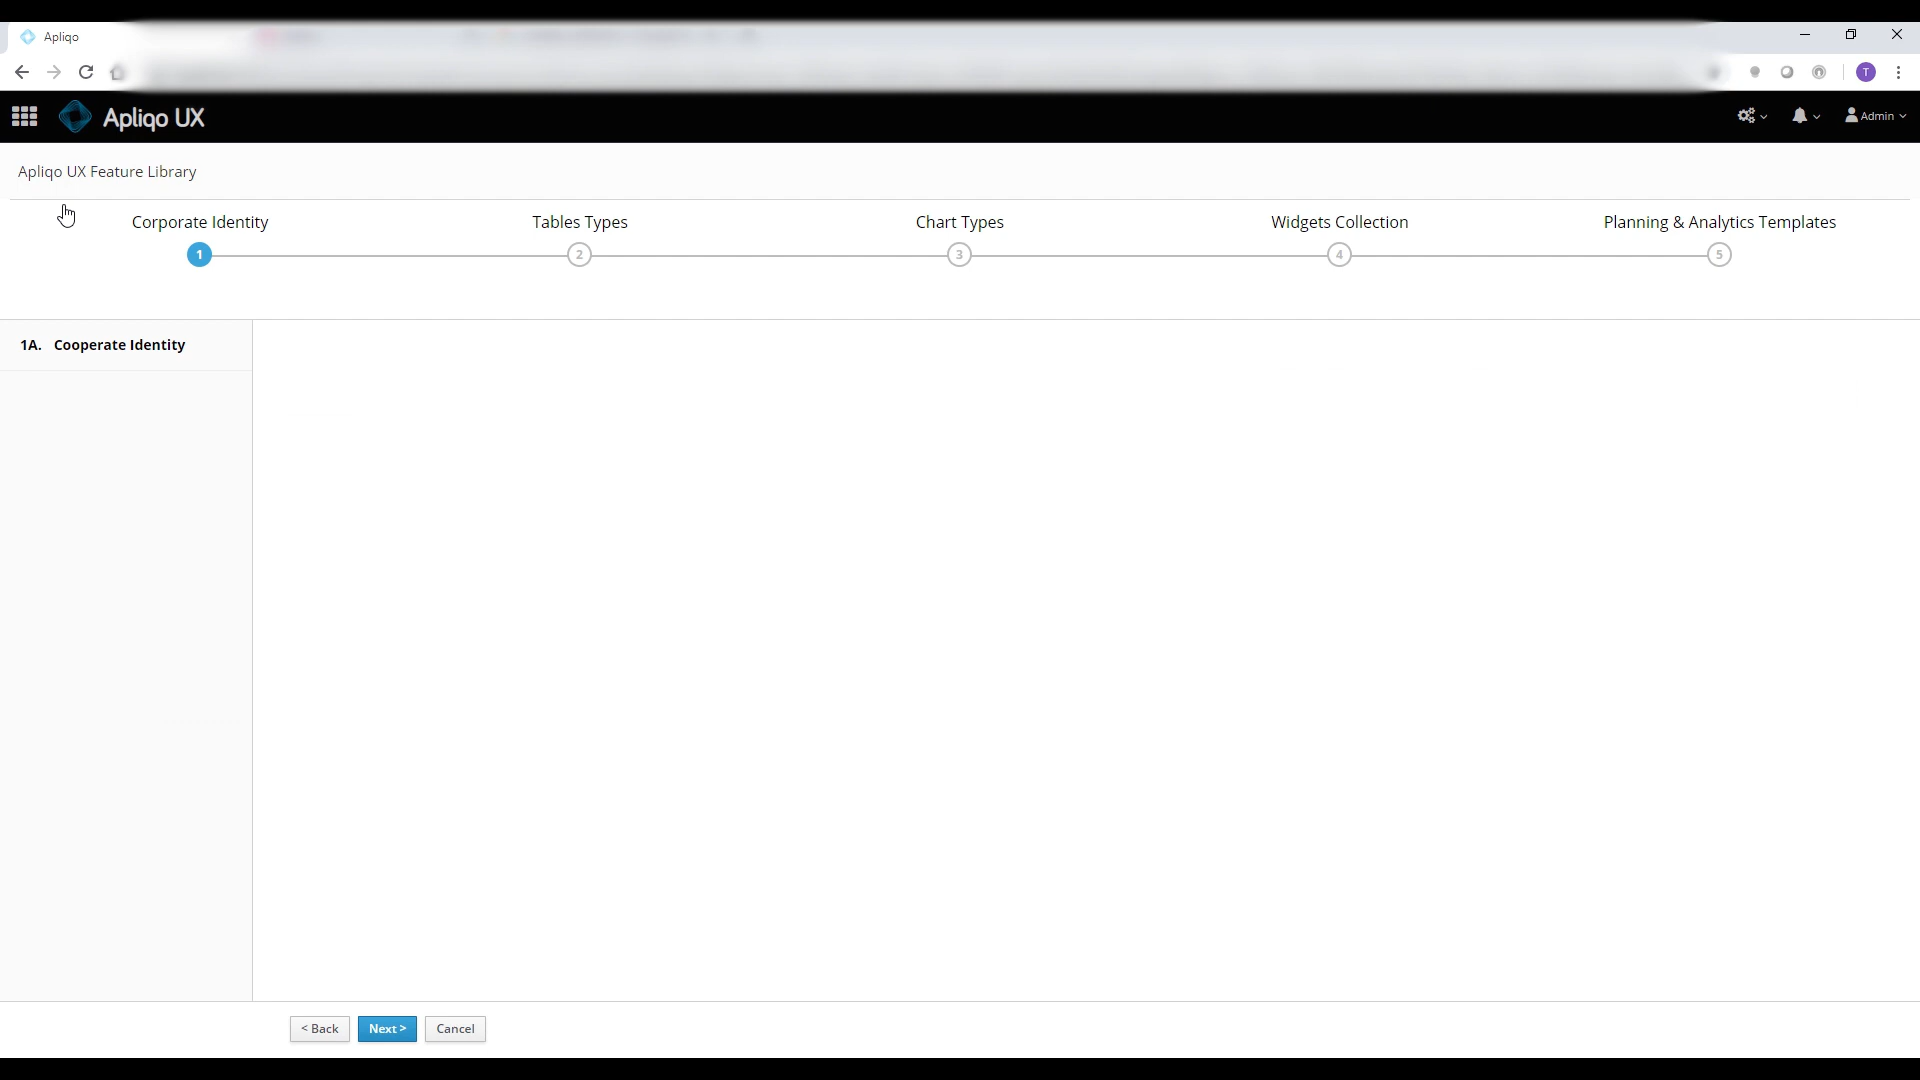 Apliqo
T
Apliqo UX
Admin
Apliqo UX Feature Library
Corporate Identity
Tables Types
Chart Types
Widgets Collection
Planning & Analytics Templates
1
2
3
4
5
1A. Cooperate Identity
< Back
Next >
Cancel